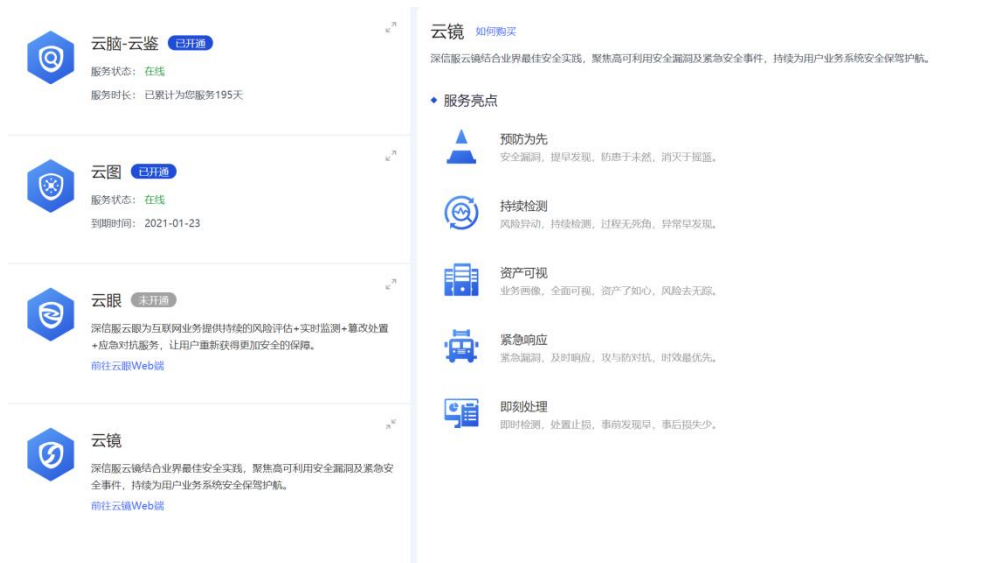 云脑-云鉴 已开通
服务状态： 在线
服务时长： 已累计为您服务195天
云图 已开通
服务状态： 在线
到期时间： 2021-01-23
云眼 未开通
深信服云眼为互联网业务提供持续的风险评估+实时监测+篡改处置
+应急对抗服务，让用户重新获得更加安全的保障。
前往云眼Web端
云镜
深信服云镜结合业界最佳安全实践，聚焦高可利用安全漏洞及紧急安
全事件，持续为用户业务系统安全保驾护航。
前往云镜Web端
云镜 如何购买
深信服云镜结合业界最佳安全实践，聚焦高可利用安全漏洞及紧急安全事件，持续为用户业务系统安全保驾护航。
服务亮点
预防为先
安全漏洞，提早发现，防患于未然，消灭于摇篮。
持续检测
风险异动，持续检测，过程无死角，异常早发现。
资产可视
业务画像，全面可视，资产了如心，风险去无踪。
紧急响应
紧急漏洞，及时响应，攻与防对抗，时效最优先。
即刻处理
即时检测，处置止损，事前发现早，事后损失少。